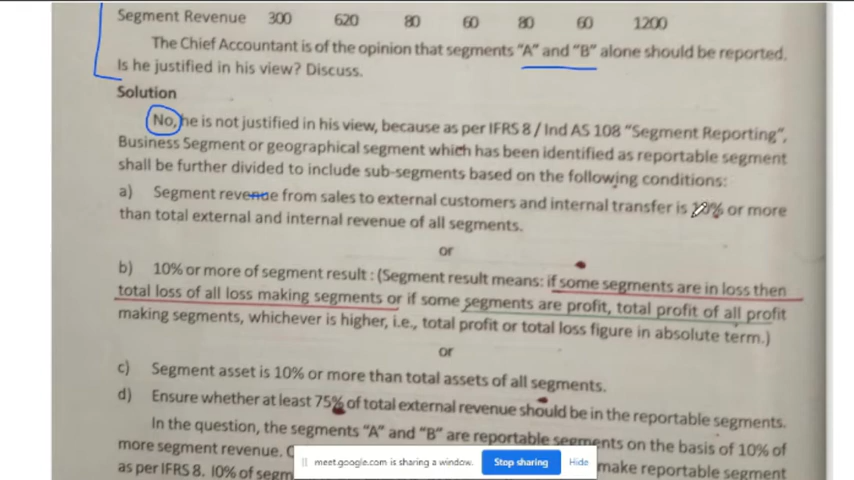 Segment Revenue 300 620 80 60 80 60 1200
The Chief Accountant is of the opinion that segments "A" and "B" alone should be reported.
Is he justified in his view? Discuss.
Solution
No, he is not justified in his view, because as per IFRS 8 / Ind AS 108 "Segment Reporting",
Business Segment or geographical segment which has been identified as reportable segment
shall be further divided to include sub-segments based on the following conditions:
a) Segment revenue from sales to external customers and internal transfer is 10% or more
than total external and internal revenue of all segments.
or
b) 10% or more of segment result : (Segment result means: if some segments are in loss then
total loss of all loss making segments or if some segments are profit, total profit of all profit
making segments, whichever is higher, i.e., total profit or total loss figure in absolute term.)
or
c) Segment asset is 10% or more than total assets of all segments.
d) Ensure whether at least 75% of total external revenue should be in the reportable segments.
In the question, the segments "A" and "B" are reportable segments on the basis of 10% of
more segment revenue.
meet.google.com is sharing a window. Stop sharing Hide
make reportable segment
as per IFRS 8. 10% of